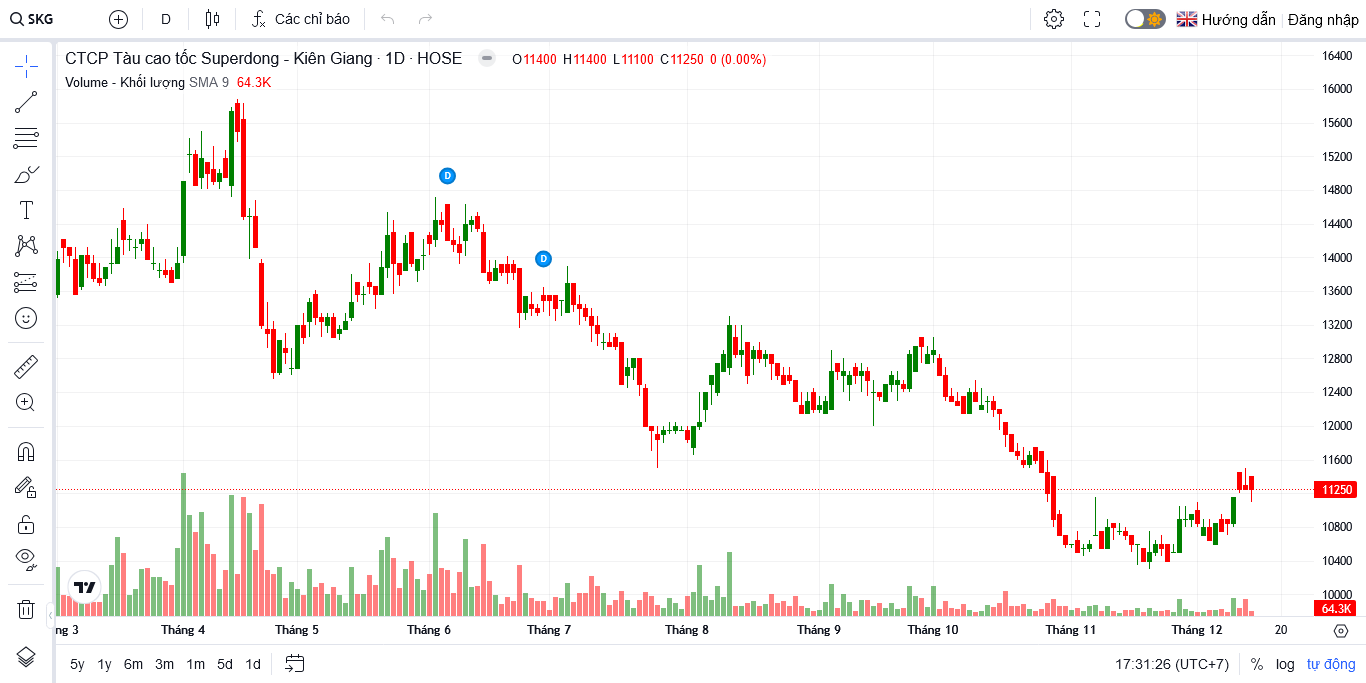 SKG D Các chỉ báo Hướng dẫn Đăng nhập
CTCP Tàu cao tốc Superdong - Kiên Giang · 1D · HOSE O11400 H11400 L11100 C11250 0 (0.00%)
Volume - Khối lượng SMA 9 64.3K
D
D
16400
16000
15600
15200
14800
14400
14000
13600
13200
12800
12400
12000
11600
11250
10800
10400
10000
64.3K
ng 3 Tháng 4 Tháng 5 Tháng 6 Tháng 7 Tháng 8 Tháng 9 Tháng 10 Tháng 11 Tháng 12 20
5y 1y 6m 3m 1m 5d 1d 17:31:26 (UTC+7) % log tự động